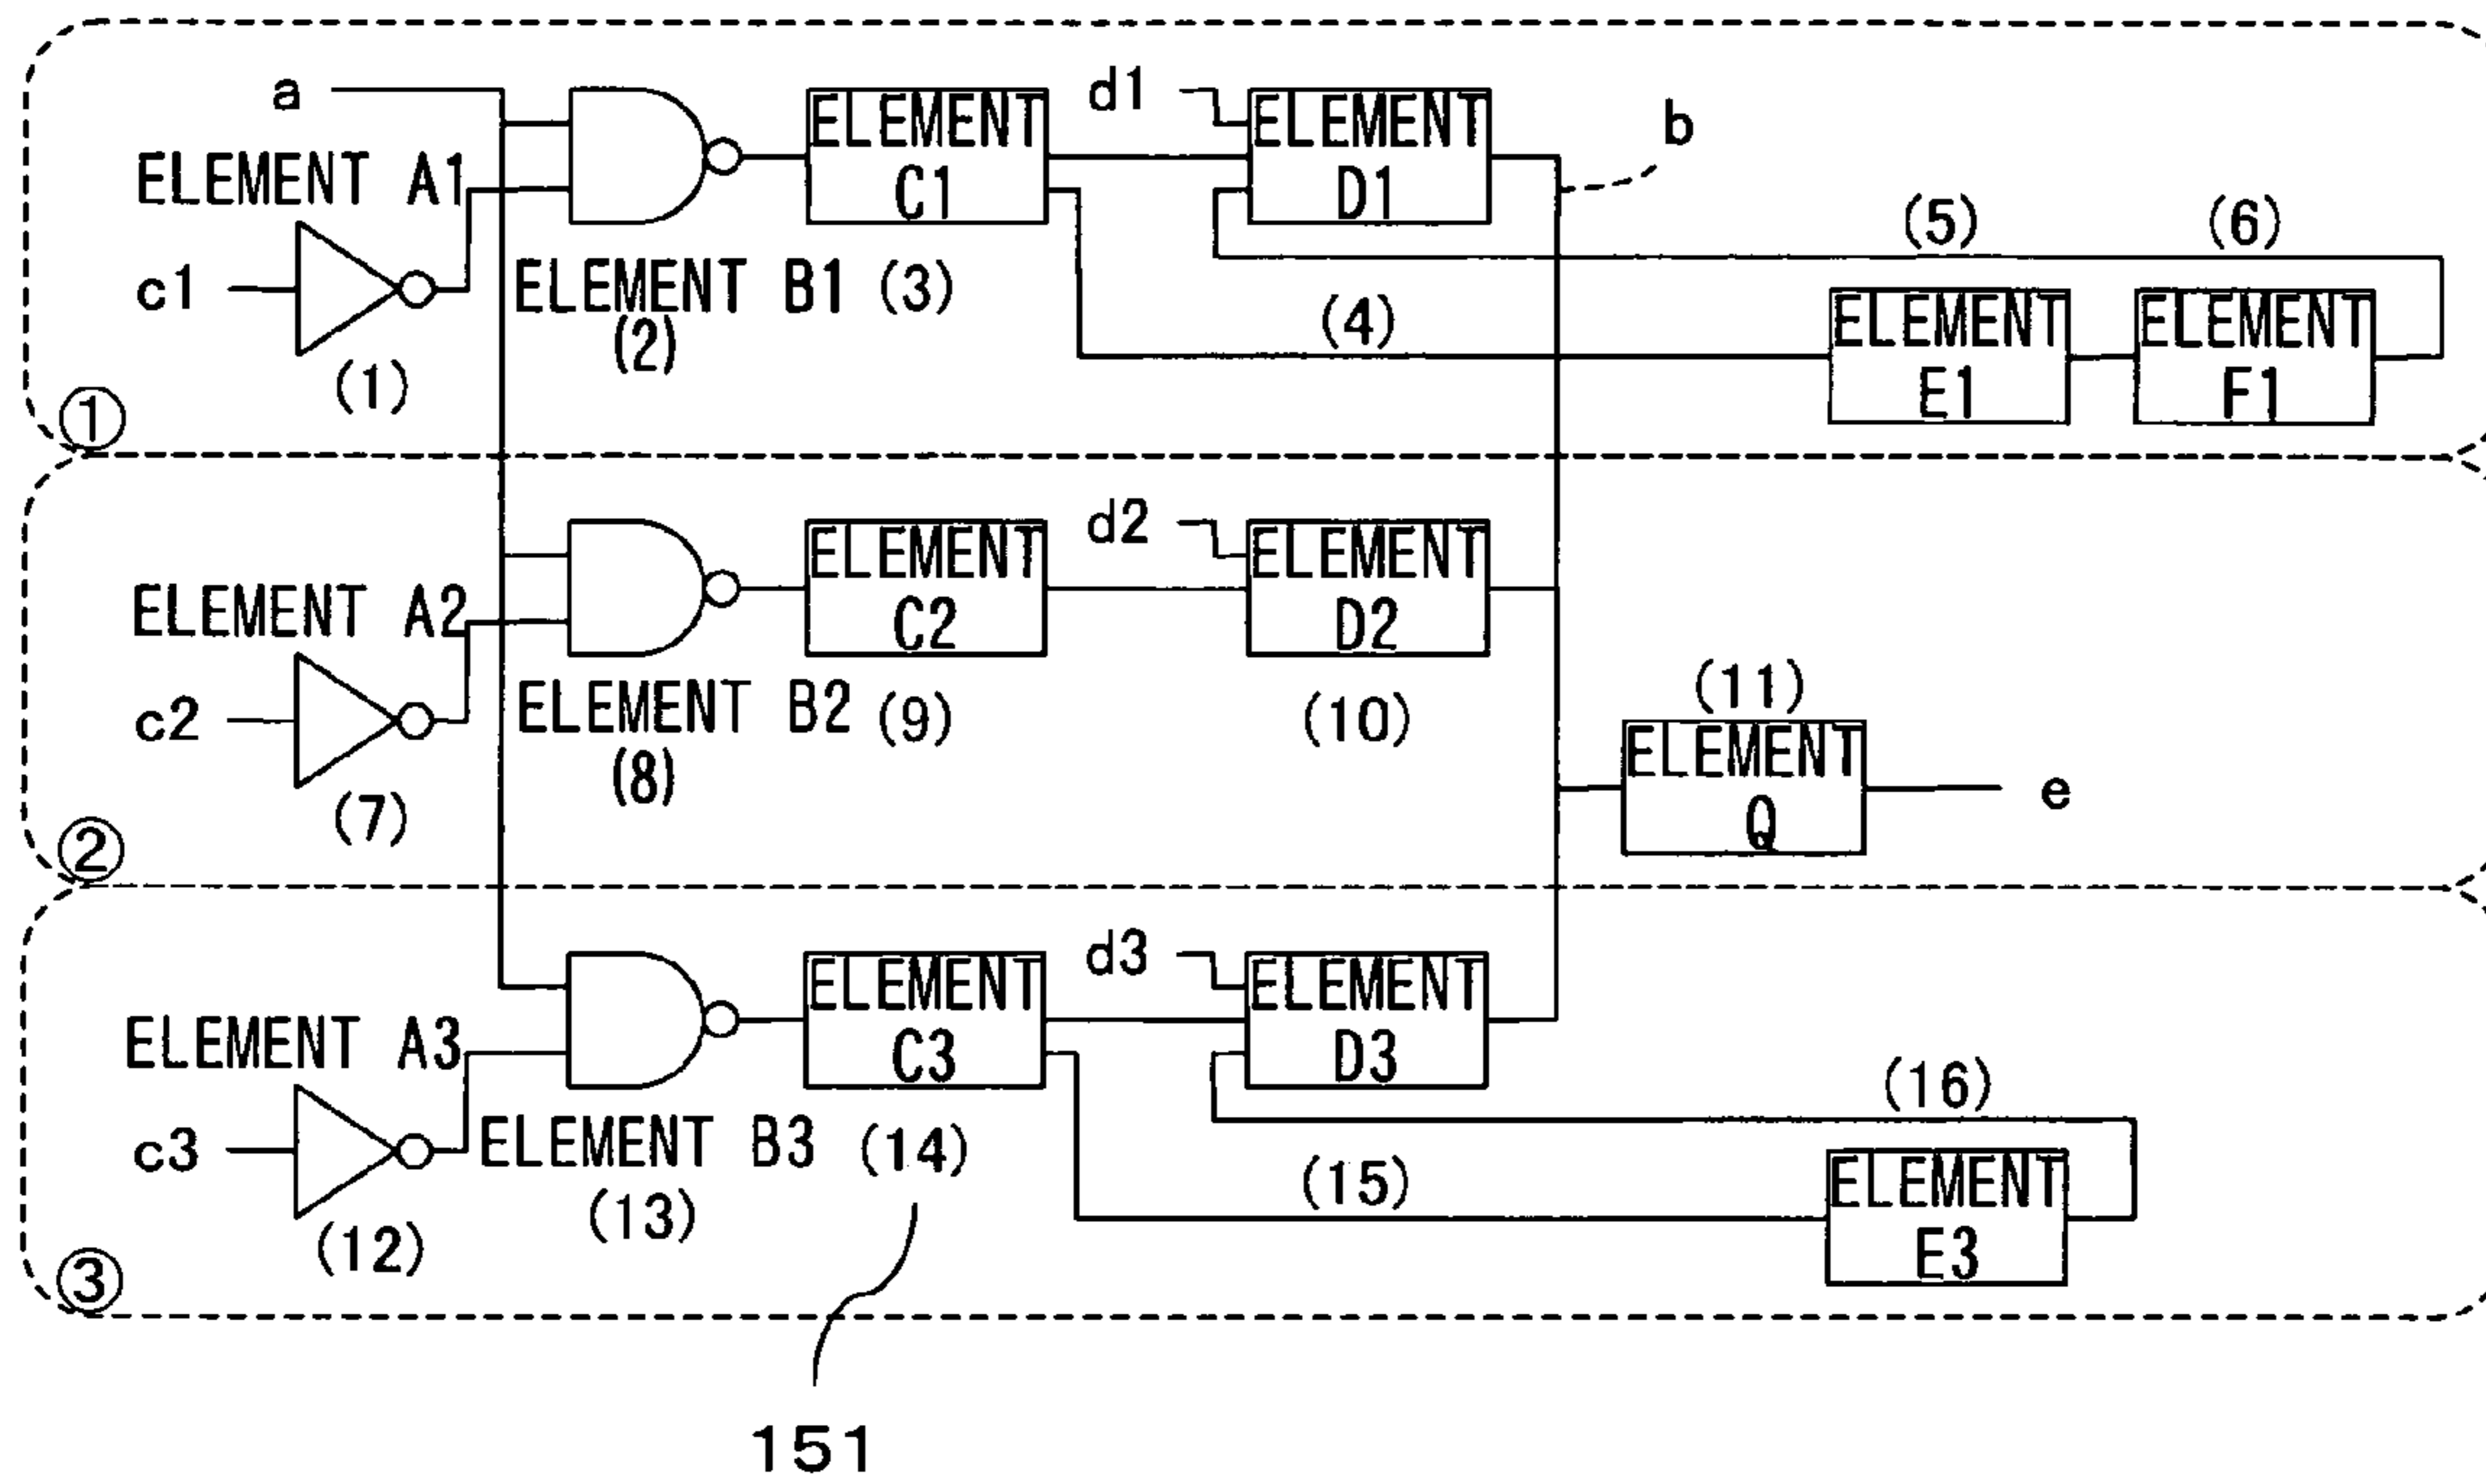 a
d1
ELEMENT
C1
ELEMENT
D1
b
ELEMENT A1
c1
(1)
ELEMENT B1
(2)
(3)
(4)
(5)
(6)
ELEMENT
E1
ELEMENT
F1
①
d2
ELEMENT
C2
ELEMENT
D2
ELEMENT A2
c2
(7)
ELEMENT B2
(8)
(9)
(10)
(11)
ELEMENT
Q
e
②
d3
ELEMENT
C3
ELEMENT
D3
ELEMENT A3
c3
(12)
ELEMENT B3
(13)
(14)
(15)
(16)
ELEMENT
E3
③
151